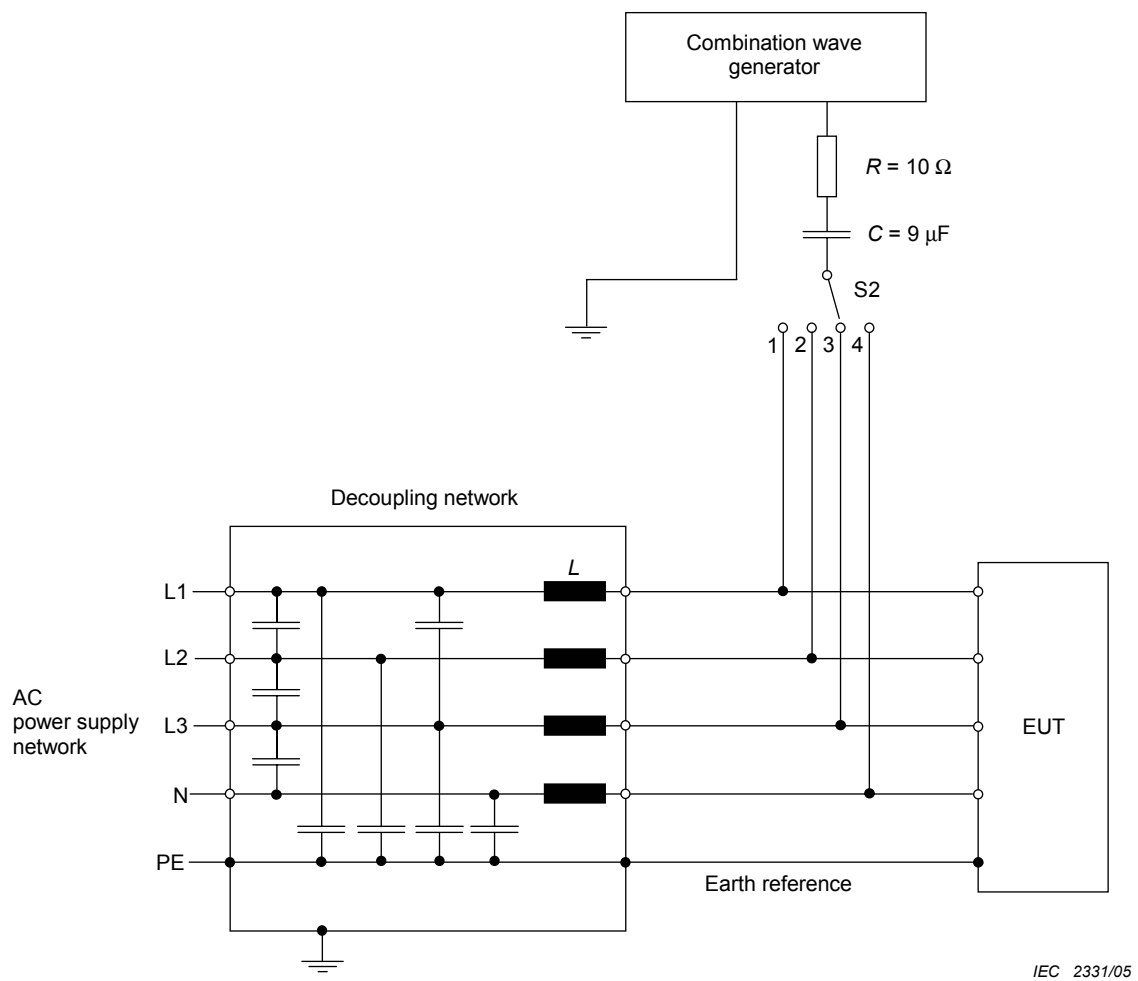 Combination wave
generator
R = 10 Ω
C = 9 μF
S2
1 2 3 4
Decoupling network
L
L1
L2
AC
power supply
network
L3
EUT
N
PE
Earth reference
IEC 2331/05